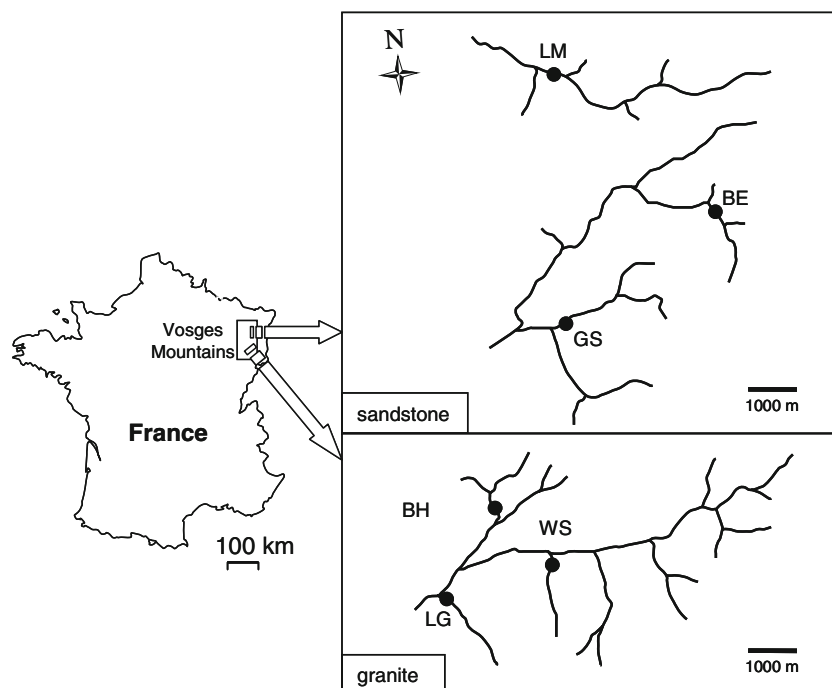 N
LM
BE
GS
1000 m
sandstone
Vosges
Mountains
France
100 km
BH
WS
LG
1000 m
granite